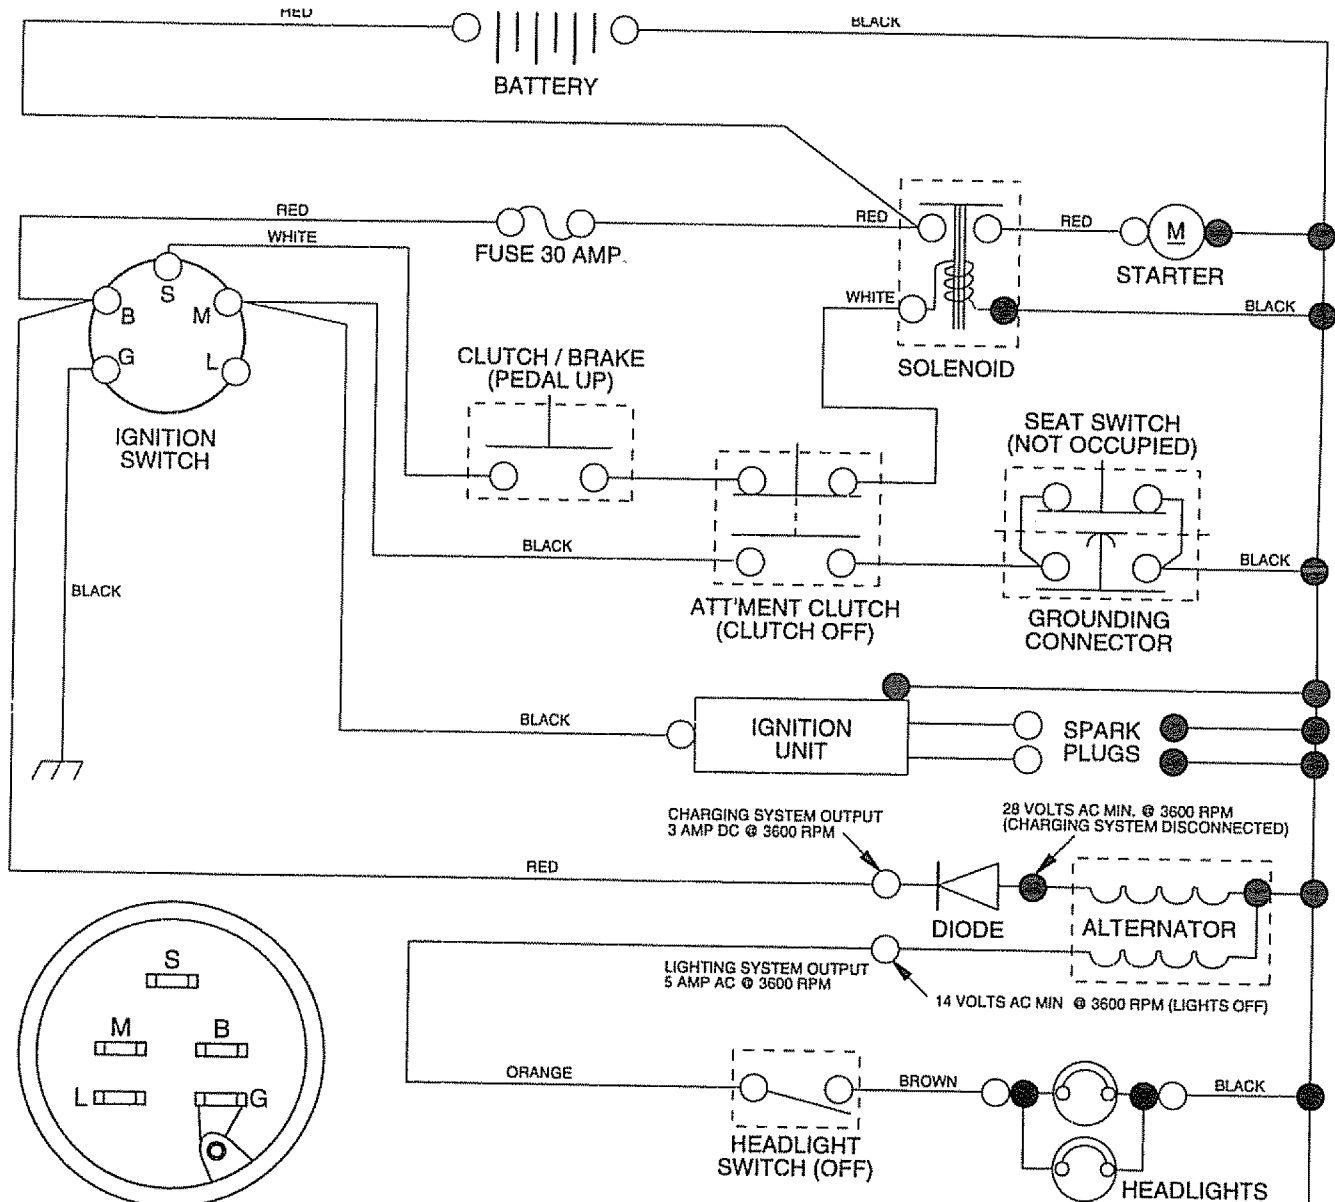 RED
BLACK
BATTERY
RED
WHITE
FUSE 30 AMP.
RED
RED
M
STARTER
S
B
M
G
L
IGNITION
SWITCH
WHITE
BLACK
SOLENOID
CLUTCH / BRAKE
(PEDAL UP)
SEAT SWITCH
(NOT OCCUPIED)
BLACK
BLACK
BLACK
ATT'MENT CLUTCH
(CLUTCH OFF)
GROUNDING
CONNECTOR
BLACK
IGNITION
UNIT
SPARK
PLUGS
CHARGING SYSTEM OUTPUT
3 AMP DC @ 3600 RPM
28 VOLTS AC MIN. @ 3600 RPM
(CHARGING SYSTEM DISCONNECTED)
RED
DIODE
ALTERNATOR
LIGHTING SYSTEM OUTPUT
5 AMP AC @ 3600 RPM
14 VOLTS AC MIN @ 3600 RPM (LIGHTS OFF)
S
M
B
L
G
ORANGE
BROWN
BLACK
HEADLIGHT
SWITCH (OFF)
HEADLIGHTS